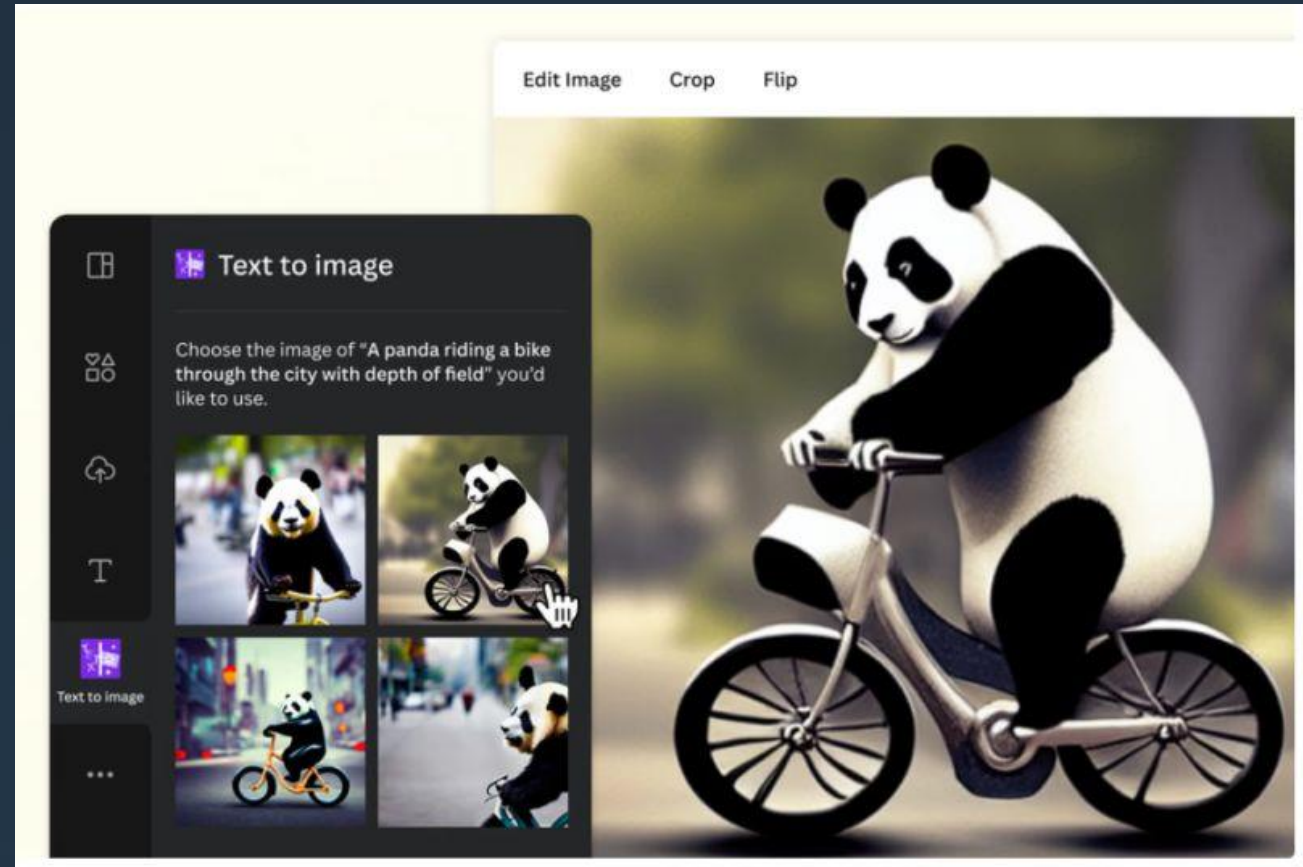 Edit Image Crop Flip
Text to image
Choose the image of “A panda riding a bike
through the city with depth of field” you’d
like to use.
T
Text to image